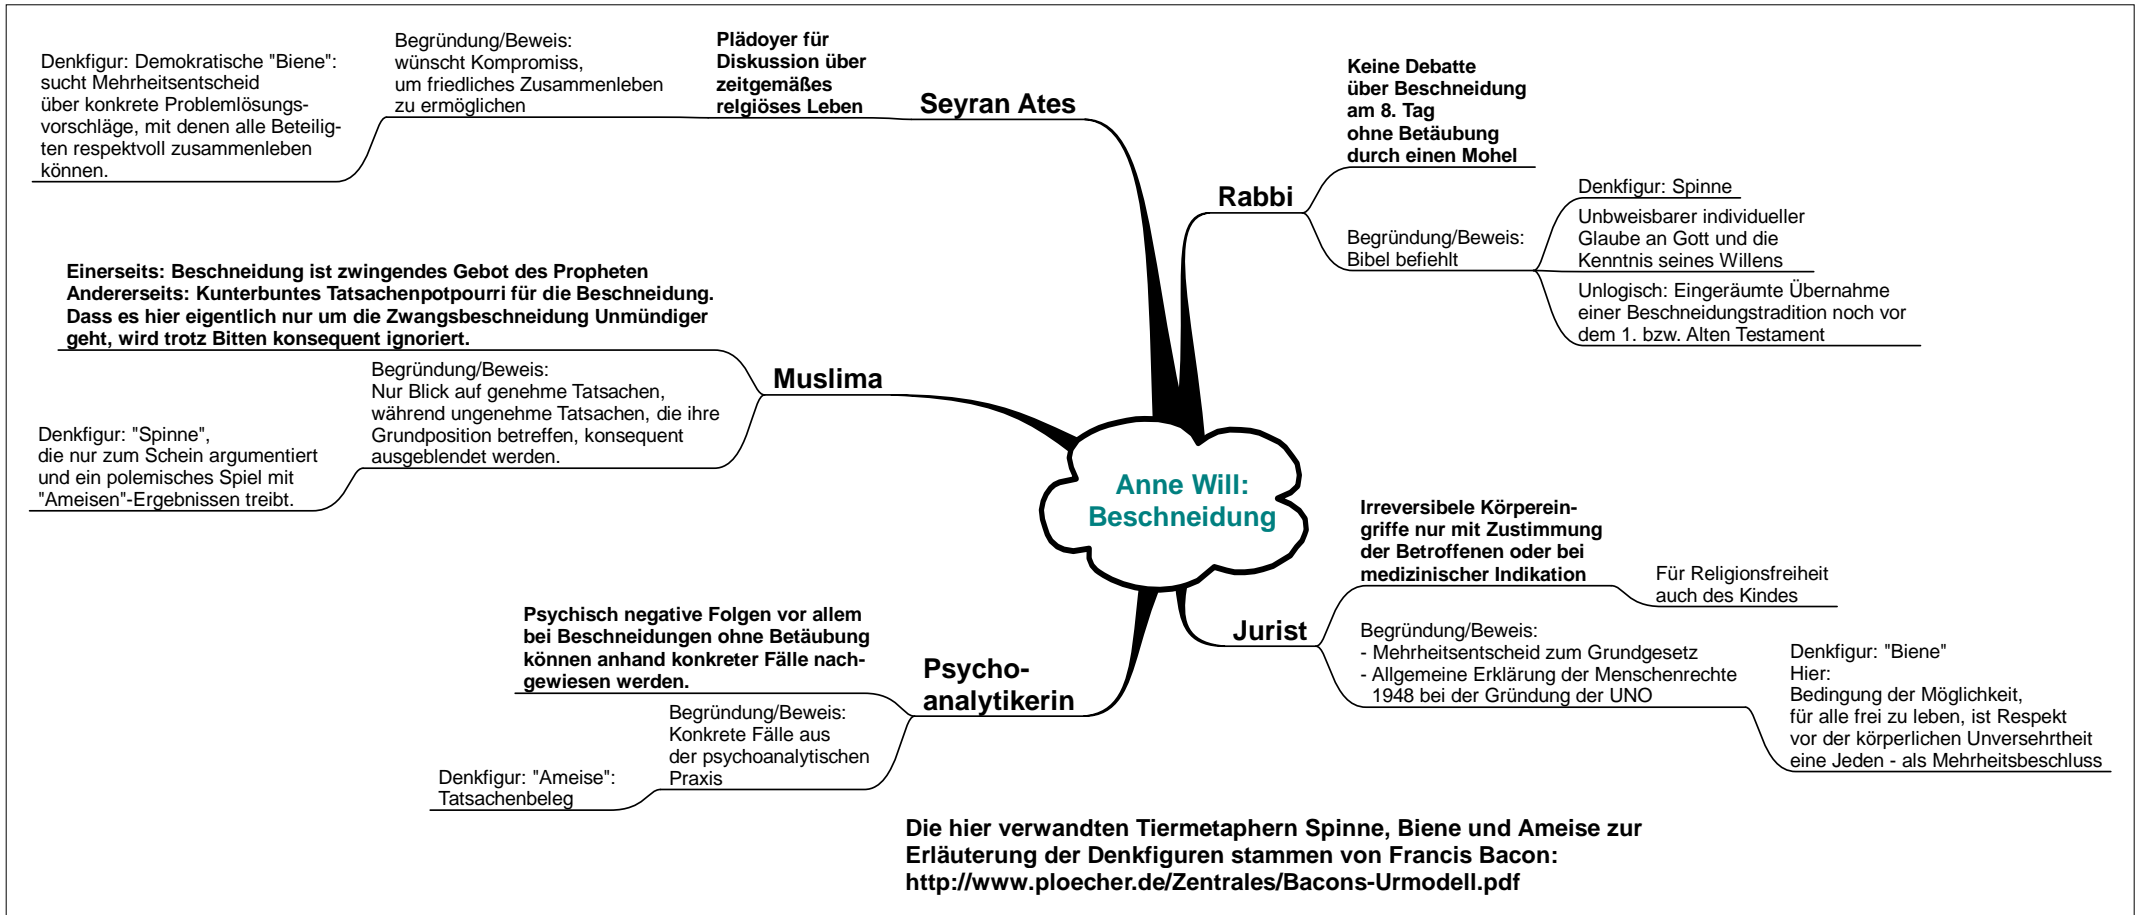 Anne Will:
Beschneidung
Seyran Ates
Plädoyer für
Diskussion über
zeitgemäßes
relgiöses Leben
Begründung/Beweis:
wünscht Kompromiss,
um friedliches Zusammenleben
zu ermöglichen
Denkfigur: Demokratische "Biene":
sucht Mehrheitsentscheid
über konkrete Problemlösungs-
vorschläge, mit denen alle Beteilig-
ten respektvoll zusammenleben
können.
Rabbi
Keine Debatte
über Beschneidung
am 8. Tag
ohne Betäubung
durch einen Mohel
Begründung/Beweis:
Bibel befiehlt
Denkfigur: Spinne
Unbweisbarer individueller
Glaube an Gott und die
Kenntnis seines Willens
Unlogisch: Eingeräumte Übernahme
einer Beschneidungstradition noch vor
dem 1. bzw. Alten Testament
Muslima
Einerseits: Beschneidung ist zwingendes Gebot des Propheten
Andererseits: Kunterbuntes Tatsachenpotpourri für die Beschneidung.
Dass es hier eigentlich nur um die Zwangsbeschneidung Unmündiger
geht, wird trotz Bitten konsequent ignoriert.
Begründung/Beweis:
Nur Blick auf genehme Tatsachen,
während ungenehme Tatsachen, die ihre
Grundposition betreffen, konsequent
ausgeblendet werden.
Denkfigur: "Spinne",
die nur zum Schein argumentiert
und ein polemisches Spiel mit
"Ameisen"-Ergebnissen treibt.
Jurist
Irreversibele Körperein-
griffe nur mit Zustimmung
der Betroffenen oder bei
medizinischer Indikation
Für Religionsfreiheit
auch des Kindes
Begründung/Beweis:
- Mehrheitsentscheid zum Grundgesetz
- Allgemeine Erklärung der Menschenrechte
1948 bei der Gründung der UNO
Denkfigur: "Biene"
Hier:
Bedingung der Möglichkeit,
für alle frei zu leben, ist Respekt
vor der körperlichen Unversehrtheit
eine Jeden - als Mehrheitsbeschluss
Psycho-
analytikerin
Psychisch negative Folgen vor allem
bei Beschneidungen ohne Betäubung
können anhand konkreter Fälle nach-
gewiesen werden.
Begründung/Beweis:
Konkrete Fälle aus
der psychoanalytischen
Praxis
Denkfigur: "Ameise":
Tatsachenbeleg
Die hier verwandten Tiermetaphern Spinne, Biene und Ameise zur
Erläuterung der Denkfiguren stammen von Francis Bacon:
http://www.ploecher.de/Zentrales/Bacons-Urmodell.pdf